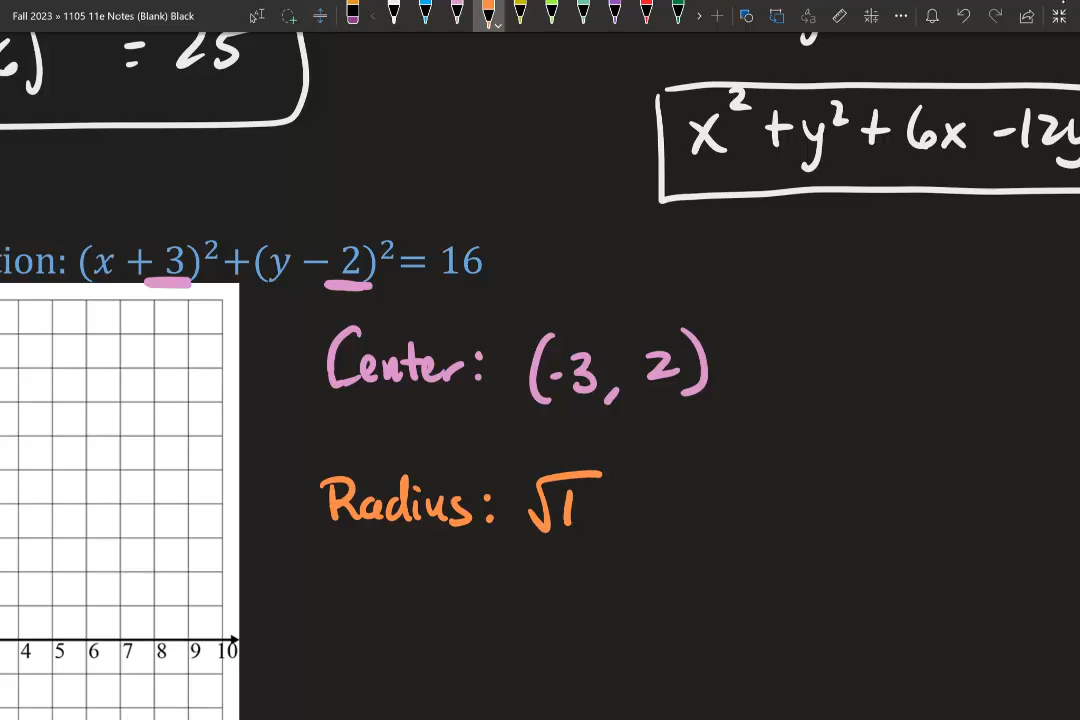 Fall 2023 » 1105 11e Notes (Blank) Black
6) = 25
y
x² + y² + 6x - 12y
tion: (x + 3)²+(y − 2)²= 16
Center: (-3, 2)
Radius: √1
4 5 6 7 8 9 10